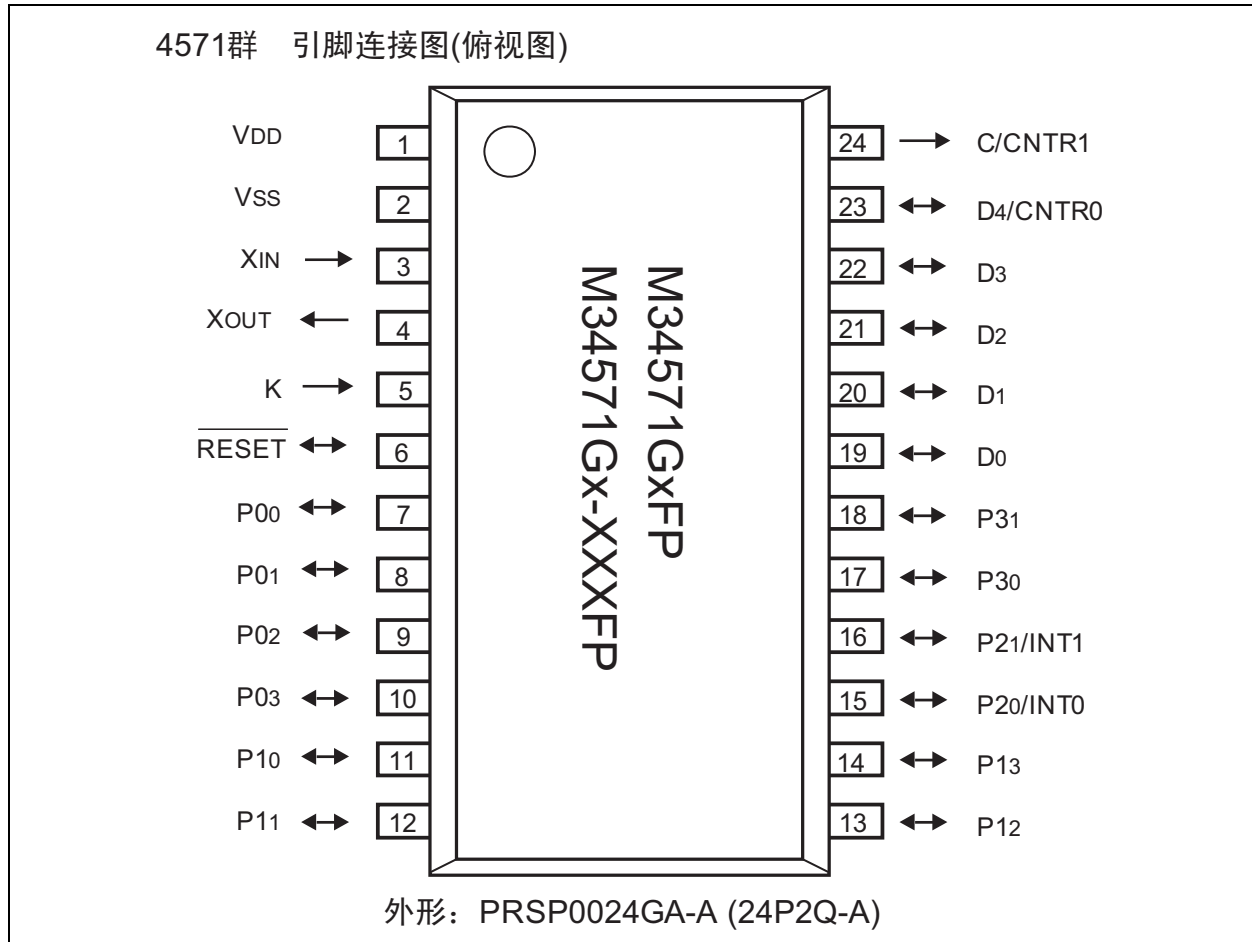 4571群 引脚连接图(俯视图)
VDD 1 24 C/CNTR1
VSS 2 23 D4/CNTR0
XIN 3 22 D3
XOUT 4 21 D2
K 5 20 D1
RESET 6 19 D0
P00 7 18 P31
P01 8 17 P30
P02 9 16 P21/INT1
P03 10 15 P20/INT0
P10 11 14 P13
P11 12 13 P12
M34571GxFP
M34571Gx-XXXFP
外形：PRSP0024GA-A (24P2Q-A)